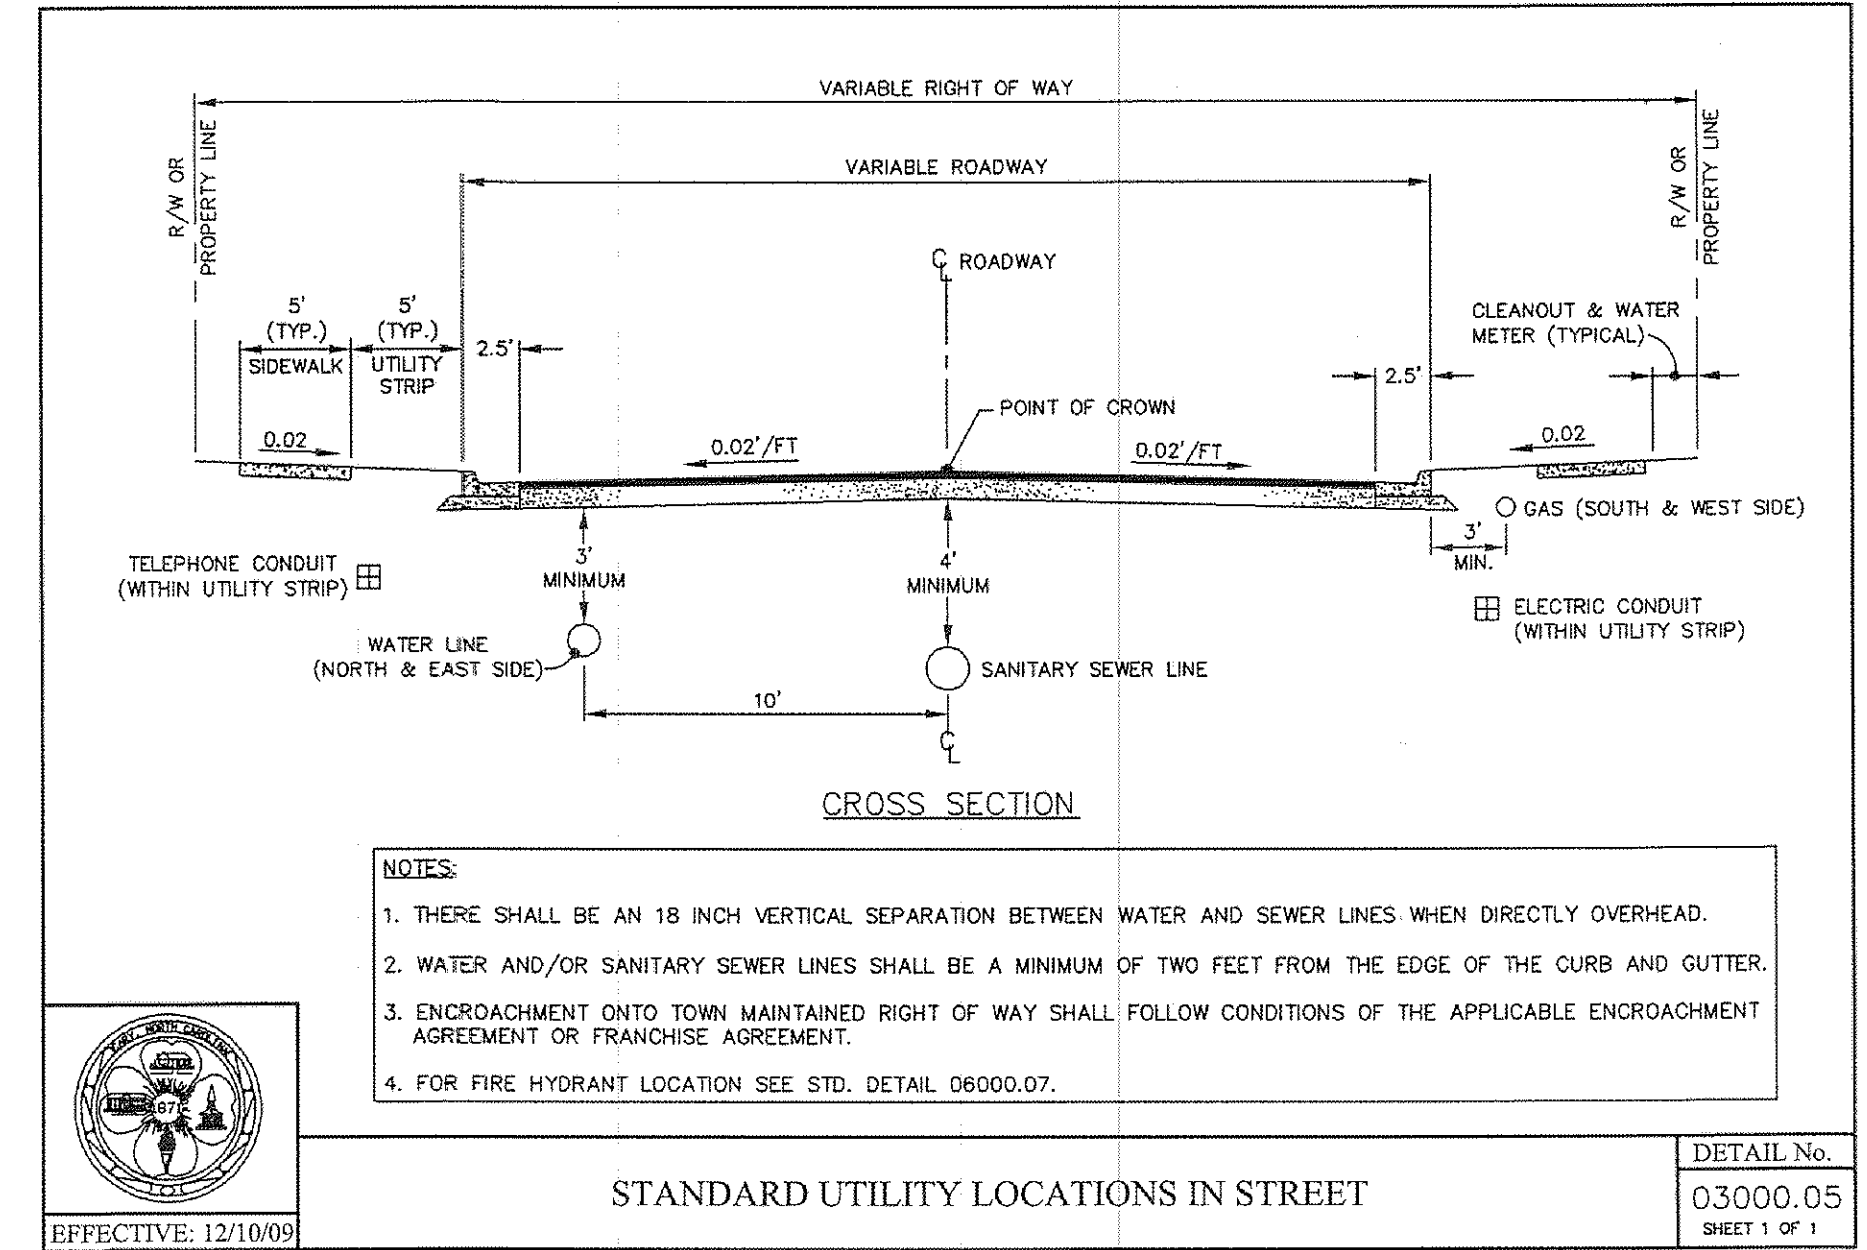 VARIABLE RIGHT OF WAY
R/W OR
PROPERTY LINE
VARIABLE ROADWAY
R/W OR
PROPERTY LINE
CL ROADWAY
5'
(TYP.)
SIDEWALK
5'
(TYP.)
UTILITY
STRIP
2.5'
CLEANOUT & WATER
METER (TYPICAL)
2.5'
POINT OF CROWN
0.02
0.02'/FT
0.02'/FT
0.02
GAS (SOUTH & WEST SIDE)
3'
MIN.
TELEPHONE CONDUIT
(WITHIN UTILITY STRIP)
3'
MINIMUM
4'
MINIMUM
ELECTRIC CONDUIT
(WITHIN UTILITY STRIP)
WATER LINE
(NORTH & EAST SIDE)
SANITARY SEWER LINE
10'
CL
CROSS SECTION
NOTES:
1. THERE SHALL BE AN 18 INCH VERTICAL SEPARATION BETWEEN WATER AND SEWER LINES WHEN DIRECTLY OVERHEAD.
2. WATER AND/OR SANITARY SEWER LINES SHALL BE A MINIMUM OF TWO FEET FROM THE EDGE OF THE CURB AND GUTTER.
3. ENCROACHMENT ONTO TOWN MAINTAINED RIGHT OF WAY SHALL FOLLOW CONDITIONS OF THE APPLICABLE ENCROACHMENT
AGREEMENT OR FRANCHISE AGREEMENT.
4. FOR FIRE HYDRANT LOCATION SEE STD. DETAIL 06000.07.
CARY, NORTH CAROLINA
1871
EFFECTIVE: 12/10/09
STANDARD UTILITY LOCATIONS IN STREET
DETAIL No.
03000.05
SHEET 1 OF 1